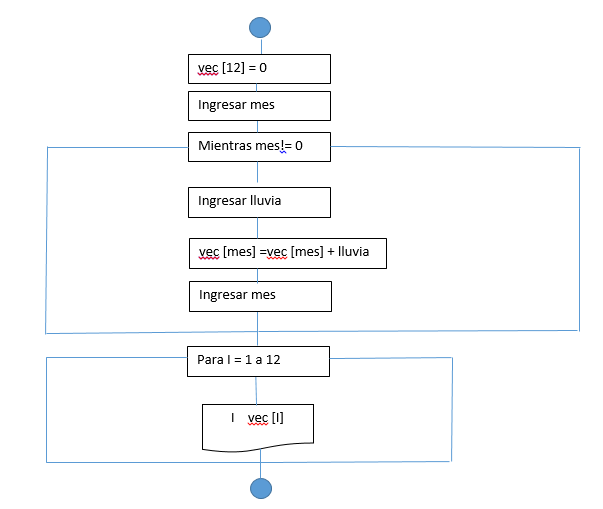 vec [12] = 0
Ingresar mes
Mientras mes!= 0
Ingresar lluvia
vec [mes] =vec [mes] + lluvia
Ingresar mes
Para I = 1 a 12
I vec [I]